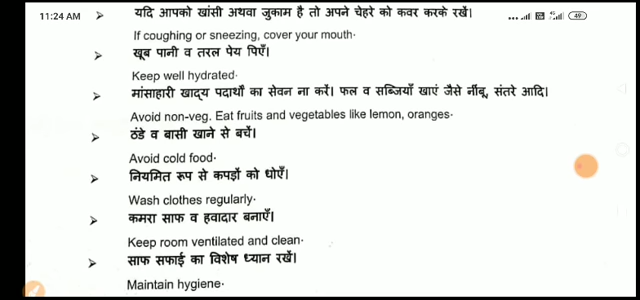 11:24 AM
49
➢ यदि आपको खांसी अथवा जुकाम है तो अपने चेहरे को कवर करके रखें।
If coughing or sneezing, cover your mouth.
➢ खूब पानी व तरल पेय पिएँ।
Keep well hydrated.
➢ मांसाहारी खाद्य पदार्थों का सेवन ना करें। फल व सब्जियाँ खाएं जैसे नींबू, संतरे आदि।
Avoid non-veg. Eat fruits and vegetables like lemon, oranges.
➢ ठंडे व बासी खाने से बचें।
Avoid cold food.
➢ नियमित रूप से कपड़ों को धोएँ।
Wash clothes regularly.
➢ कमरा साफ व हवादार बनाएँ।
Keep room ventilated and clean.
➢ साफ सफाई का विशेष ध्यान रखें।
Maintain hygiene.